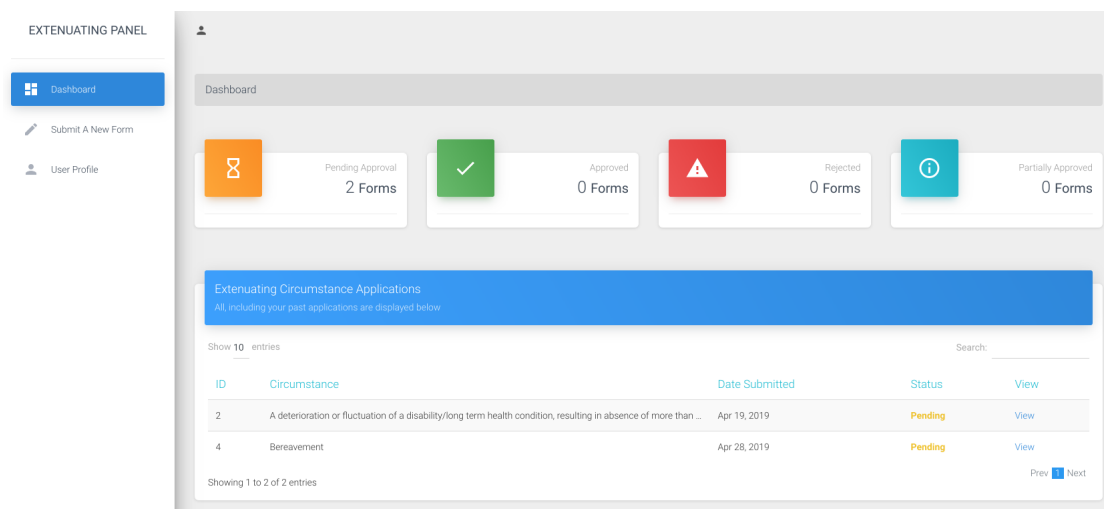 EXTENUATING PANEL
Dashboard
Submit A New Form
User Profile
Dashboard
Pending Approval
2 Forms
Approved
0 Forms
Rejected
0 Forms
Partially Approved
0 Forms
Extenuating Circumstance Applications
All, including your past applications are displayed below
Show 10 entries
Search:
ID Circumstance Date Submitted Status View
2 A deterioration or fluctuation of a disability/long term health condition, resulting in absence of more than ... Apr 19, 2019 Pending View
4 Bereavement Apr 28, 2019 Pending View
Showing 1 to 2 of 2 entries
Prev 1 Next